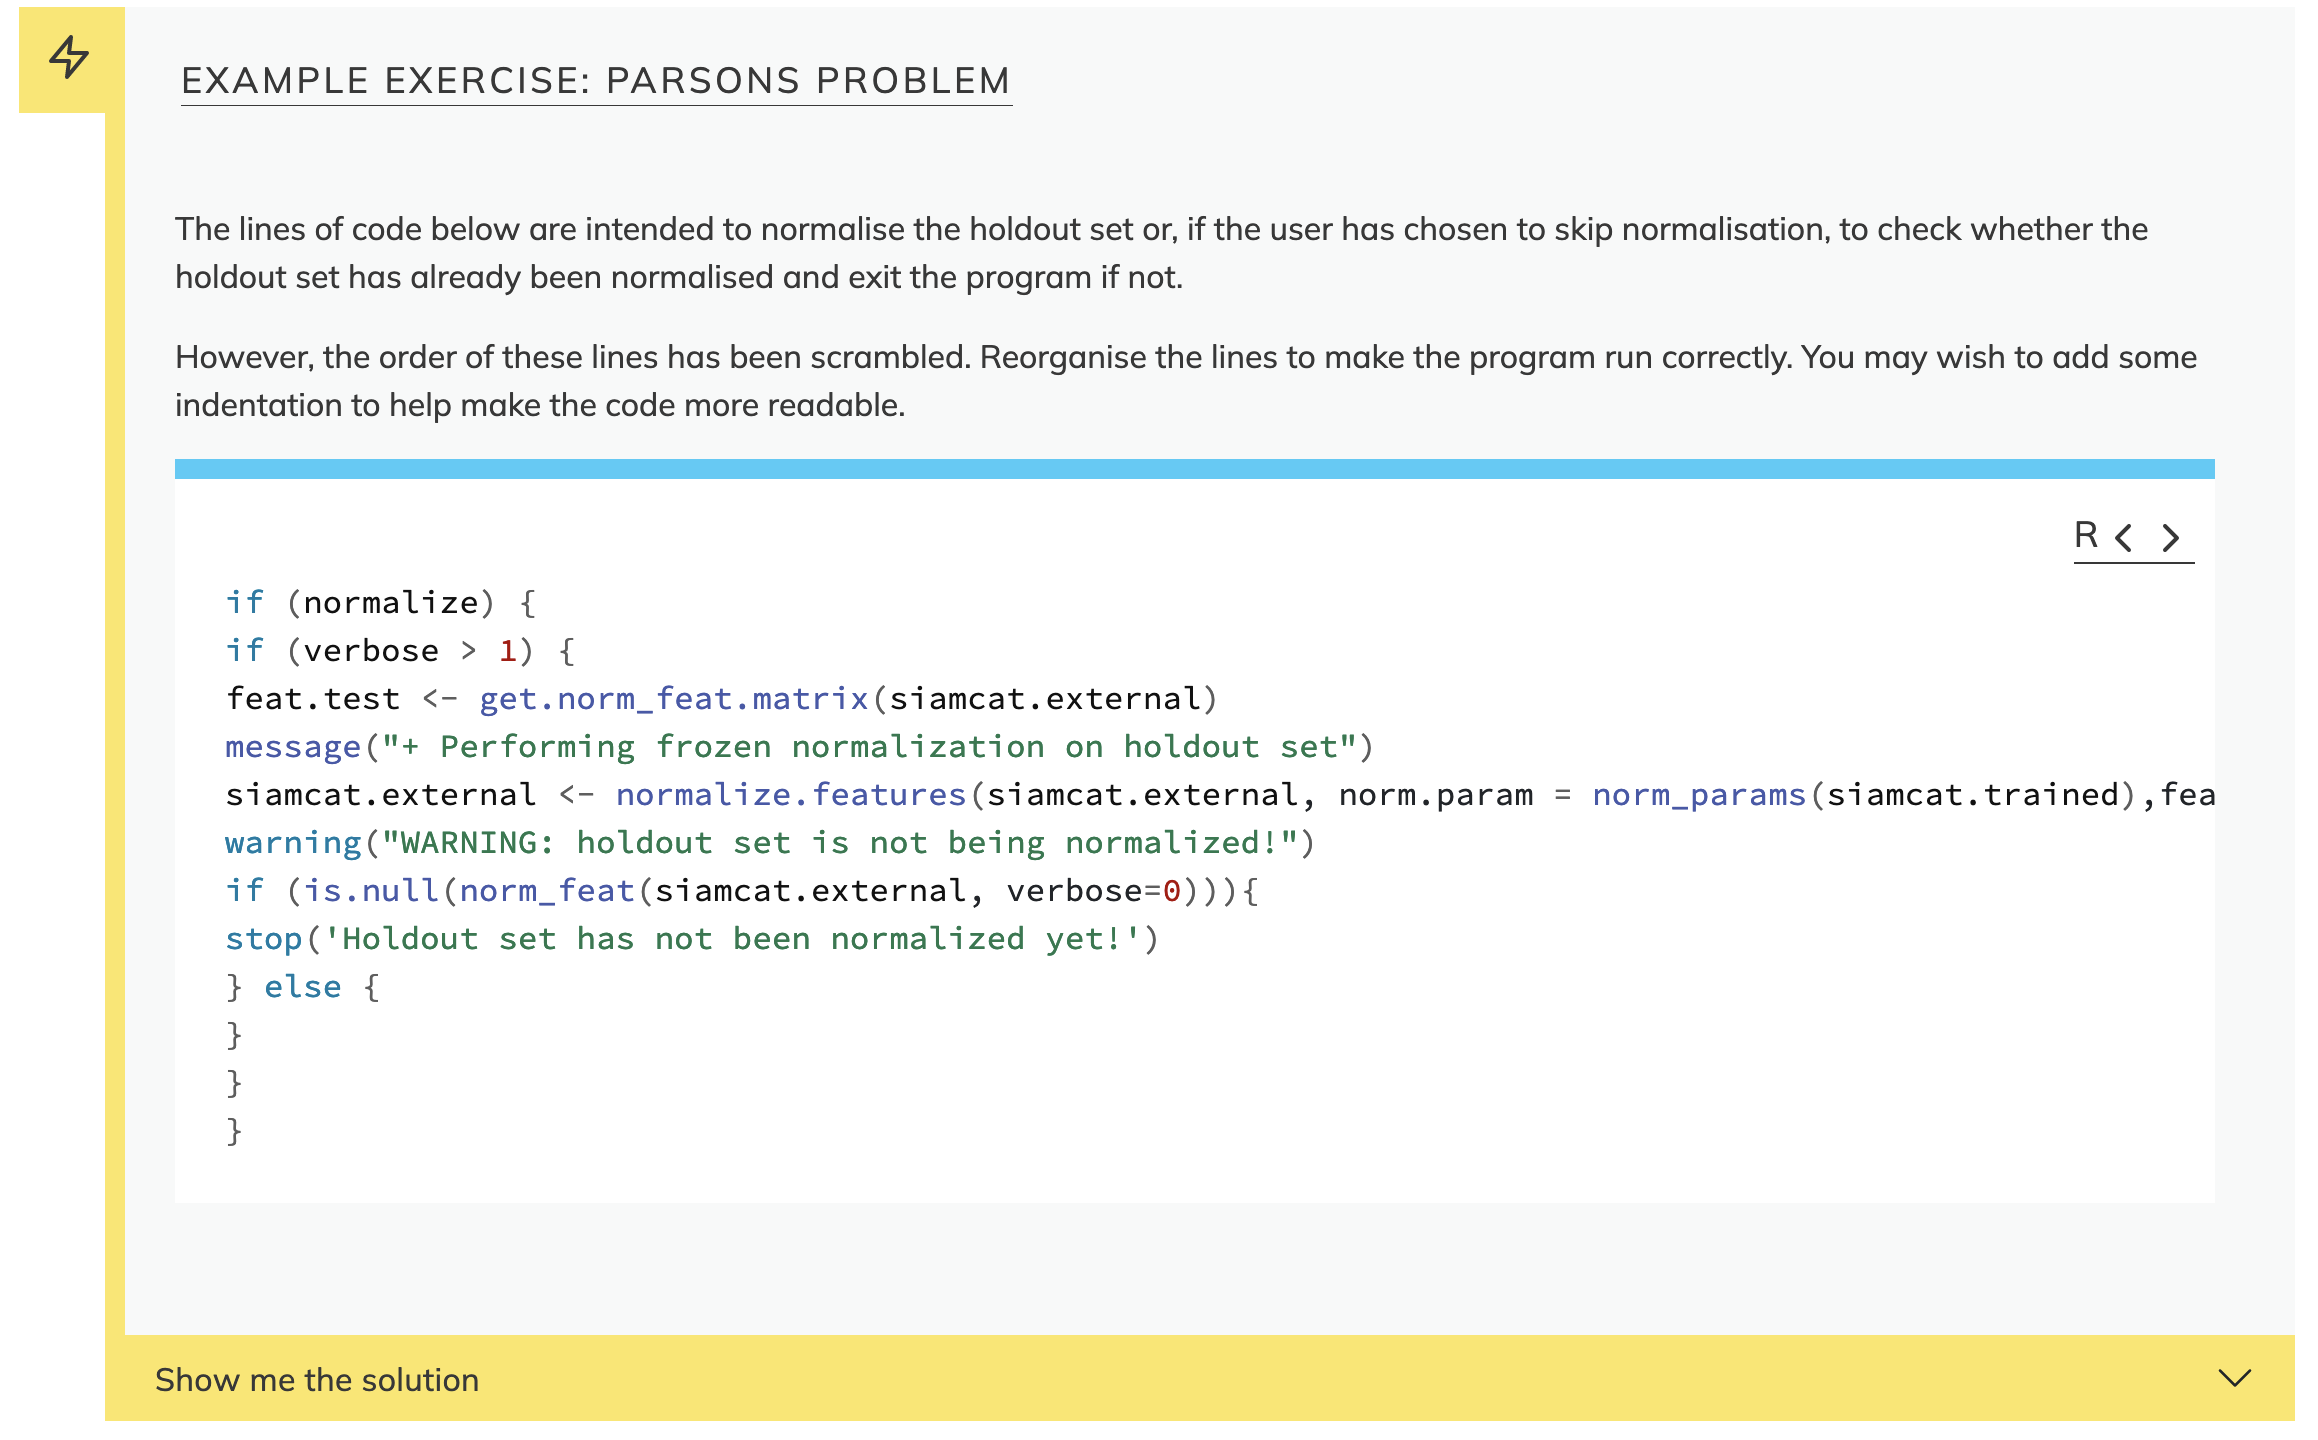 EXAMPLE EXERCISE: PARSONS PROBLEM
The lines of code below are intended to normalise the holdout set or, if the user has chosen to skip normalisation, to check whether the
holdout set has already been normalised and exit the program if not.
However, the order of these lines has been scrambled. Reorganise the lines to make the program run correctly. You may wish to add some
indentation to help make the code more readable.
R < >
if (normalize) {
if (verbose > 1) {
feat.test <- get.norm_feat.matrix(siamcat.external)
message("+ Performing frozen normalization on holdout set")
siamcat.external <- normalize.features(siamcat.external, norm.param = norm_params(siamcat.trained),fea
warning("WARNING: holdout set is not being normalized!")
if (is.null(norm_feat(siamcat.external, verbose=0))){
stop('Holdout set has not been normalized yet!')
} else {
}
}
}
Show me the solution